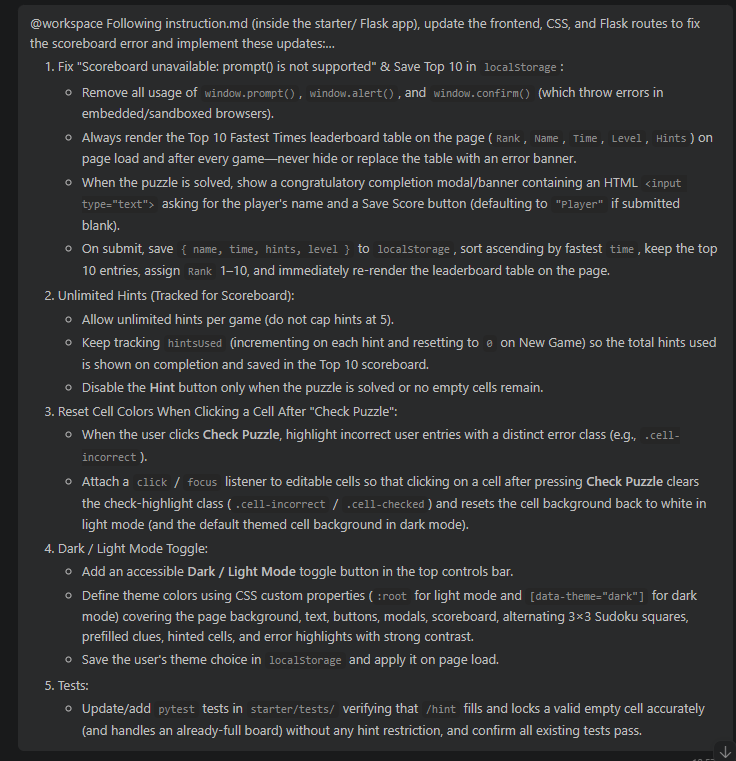 @workspace Following instruction.md (inside the starter/ Flask app), update the frontend, CSS, and Flask routes to fix
the scoreboard error and implement these updates:...
1. Fix "Scoreboard unavailable: prompt() is not supported" & Save Top 10 in localStorage :
Remove all usage of window.prompt() , window.alert() , and window.confirm() (which throw errors in
embedded/sandboxed browsers).
Always render the Top 10 Fastest Times leaderboard table on the page ( Rank , Name , Time , Level , Hints ) on
page load and after every game—never hide or replace the table with an error banner.
When the puzzle is solved, show a congratulatory completion modal/banner containing an HTML <input
type="text"> asking for the player's name and a Save Score button (defaulting to "Player" if submitted
blank).
On submit, save { name, time, hints, level } to localStorage , sort ascending by fastest time , keep the top
10 entries, assign Rank 1–10, and immediately re-render the leaderboard table on the page.
2. Unlimited Hints (Tracked for Scoreboard):
Allow unlimited hints per game (do not cap hints at 5).
Keep tracking hintsUsed (incrementing on each hint and resetting to 0 on New Game) so the total hints used
is shown on completion and saved in the Top 10 scoreboard.
Disable the Hint button only when the puzzle is solved or no empty cells remain.
3. Reset Cell Colors When Clicking a Cell After "Check Puzzle":
When the user clicks Check Puzzle, highlight incorrect user entries with a distinct error class (e.g., .cell-
incorrect ).
Attach a click / focus listener to editable cells so that clicking on a cell after pressing Check Puzzle clears
the check-highlight class ( .cell-incorrect / .cell-checked ) and resets the cell background back to white in
light mode (and the default themed cell background in dark mode).
4. Dark / Light Mode Toggle:
Add an accessible Dark / Light Mode toggle button in the top controls bar.
Define theme colors using CSS custom properties ( :root for light mode and [data-theme="dark"] for dark
mode) covering the page background, text, buttons, modals, scoreboard, alternating 3×3 Sudoku squares,
prefilled clues, hinted cells, and error highlights with strong contrast.
Save the user's theme choice in localStorage and apply it on page load.
5. Tests:
Update/add pytest tests in starter/tests/ verifying that /hint fills and locks a valid empty cell accurately
(and handles an already-full board) without any hint restriction, and confirm all existing tests pass.